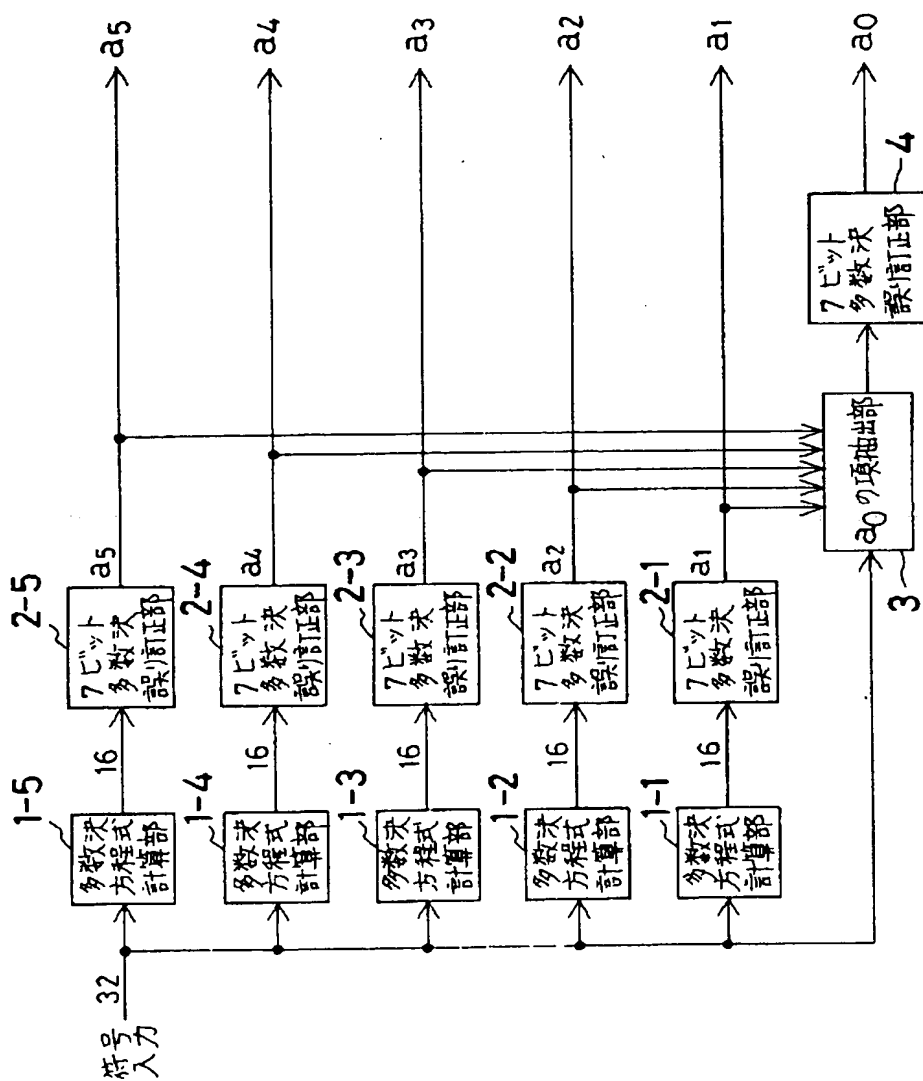 符号
入力
32
1-5
多数決
方程式
計算部
16
2-5
7ビット
多数決
誤り訂正部
a5
a5
1-4
多数決
方程式
計算部
16
2-4
7ビット
多数決
誤り訂正部
a4
a4
1-3
多数決
方程式
計算部
16
2-3
7ビット
多数決
誤り訂正部
a3
a3
1-2
多数決
方程式
計算部
16
2-2
7ビット
多数決
誤り訂正部
a2
a2
1-1
多数決
方程式
計算部
16
2-1
7ビット
多数決
誤り訂正部
a1
a1
a0の項抽出部
3
7ビット
多数決
誤り訂正部
4
a0